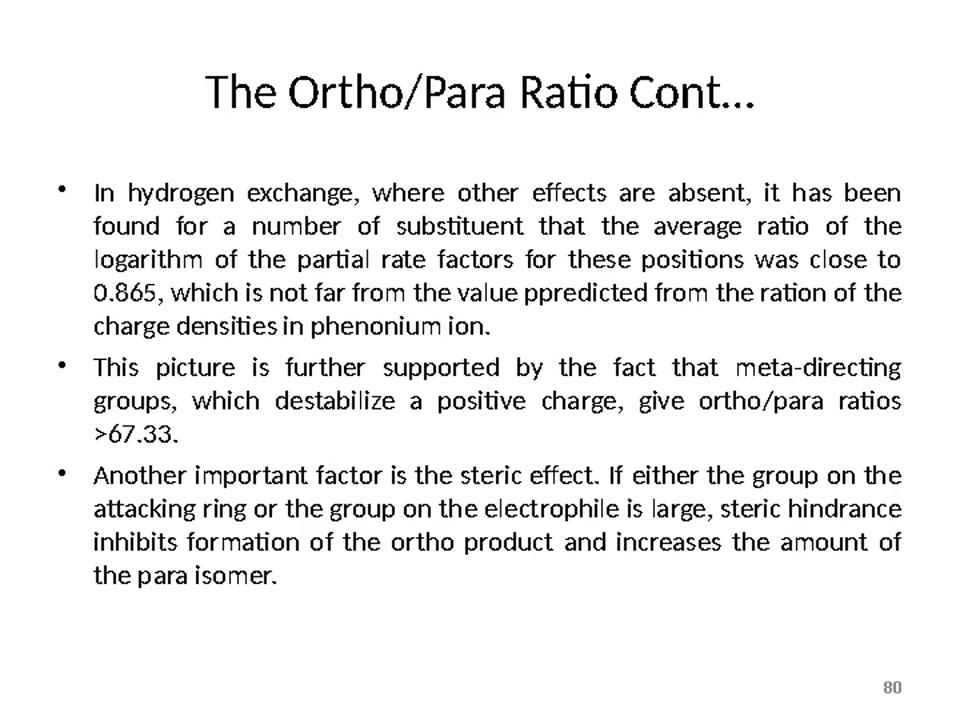 The Ortho/Para Ratio Cont...
• In hydrogen exchange, where other effects are absent, it has been
found for a number of substituent that the average ratio of the
logarithm of the partial rate factors for these positions was close to
0.865, which is not far from the value ppredicted from the ration of the
charge densities in phenonium ion.
• This picture is further supported by the fact that meta-directing
groups, which destabilize a positive charge, give ortho/para ratios
>67.33.
• Another important factor is the steric effect. If either the group on the
attacking ring or the group on the electrophile is large, steric hindrance
inhibits formation of the ortho product and increases the amount of
the para isomer.
80